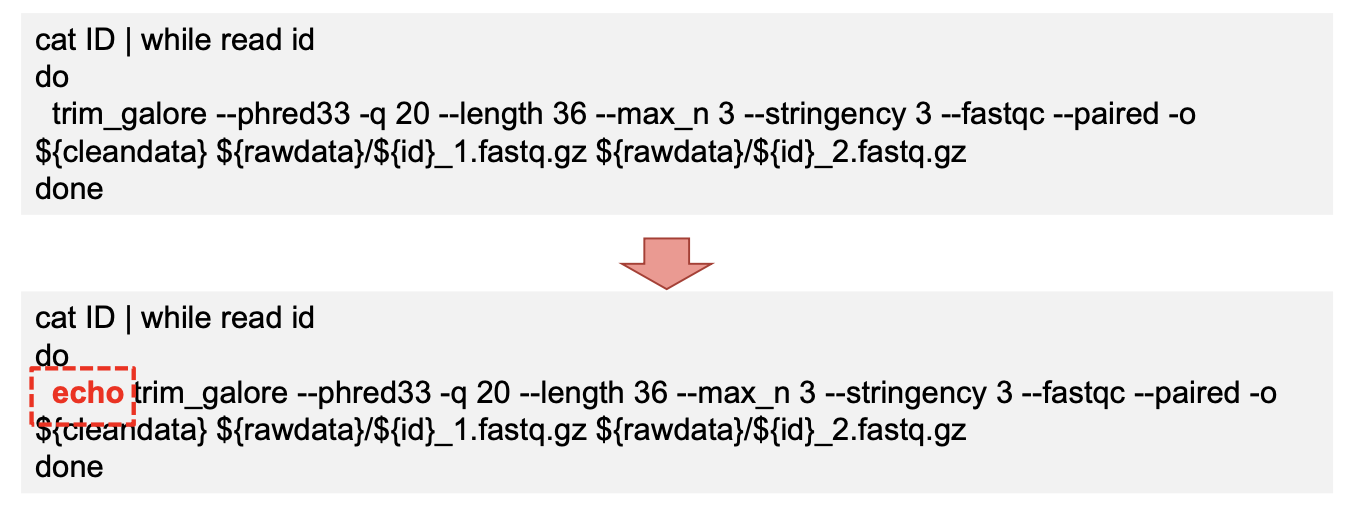 cat ID | while read id
do
  trim_galore --phred33 -q 20 --length 36 --max_n 3 --stringency 3 --fastqc --paired -o
${cleandata} ${rawdata}/${id}_1.fastq.gz ${rawdata}/${id}_2.fastq.gz
done
cat ID | while read id
do
  echo trim_galore --phred33 -q 20 --length 36 --max_n 3 --stringency 3 --fastqc --paired -o
${cleandata} ${rawdata}/${id}_1.fastq.gz ${rawdata}/${id}_2.fastq.gz
done